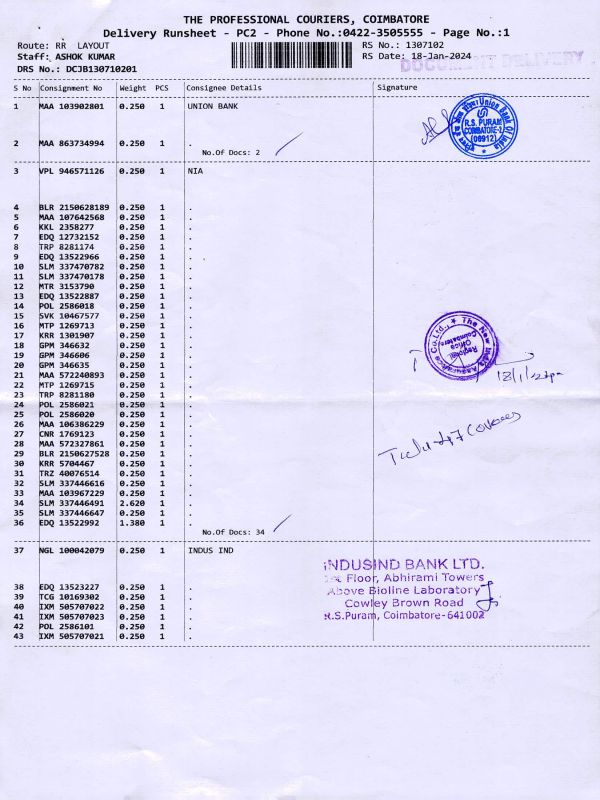 THE PROFESSIONAL COURIERS, COIMBATORE
Delivery Runsheet - PC2 - Phone No.:0422-3505555 - Page No.:1
Route: RR LAYOUT
RS No.: 1307102
Staff: ASHOK KUMAR
RS Date: 18-Jan-2024
DRS No.: DCJB130710201
S No Consignment No Weight PCS Consignee Details Signature
1 MAA 103902801 0.250 1 UNION BANK
R.S. PURAM
COIMBATORE-2
(06912)
Union Bank Of India
2 MAA 863734994 0.250 1 .
No.Of Docs: 2
3 VPL 946571126 0.250 1 NIA
4 BLR 2150628189 0.250 1 .
5 MAA 107642568 0.250 1 .
6 KKL 2358277 0.250 1 .
7 EDQ 12732152 0.250 1 .
8 TRP 8281174 0.250 1 .
9 EDQ 13522966 0.250 1 .
10 SLM 337470782 0.250 1 .
11 SLM 337470178 0.250 1 .
12 MTR 3153790 0.250 1 .
13 EDQ 13522887 0.250 1 .
14 POL 2586018 0.250 1 .
15 SVK 10467577 0.250 1 .
16 MTP 1269713 0.250 1 .
17 KRR 1301907 0.250 1 .
18 GPM 346632 0.250 1 .
19 GPM 346606 0.250 1 .
20 GPM 346635 0.250 1 .
21 MAA 572240893 0.250 1 .
22 MTP 1269715 0.250 1 .
23 TRP 8281180 0.250 1 .
24 POL 2586021 0.250 1 .
25 POL 2586020 0.250 1 .
26 MAA 106386229 0.250 1 .
27 CNR 1769123 0.250 1 .
28 MAA 572327861 0.250 1 .
29 BLR 2150627528 0.250 1 .
30 KRR 5704467 0.250 1 .
31 TRZ 40076514 0.250 1 .
32 SLM 337446616 0.250 1 .
33 MAA 103967229 0.250 1 .
34 SLM 337446491 2.620 1 .
35 SLM 337446647 0.250 1 .
36 EDQ 13522992 1.380 1 .
No.Of Docs: 34
The New India Assurance Co. Ltd.,
Regional
Office
Coimbatore
37 NGL 100042079 0.250 1 INDUS IND
INDUSIND BANK LTD.
1st Floor, Abhirami Towers
Above Bioline Laboratory
Cowley Brown Road
R.S.Puram, Coimbatore-641002
38 EDQ 13523227 0.250 1 .
39 TCG 10169302 0.250 1 .
40 IXM 505707022 0.250 1 .
41 IXM 505707023 0.250 1 .
42 POL 2586101 0.250 1 .
43 IXM 505707021 0.250 1 .